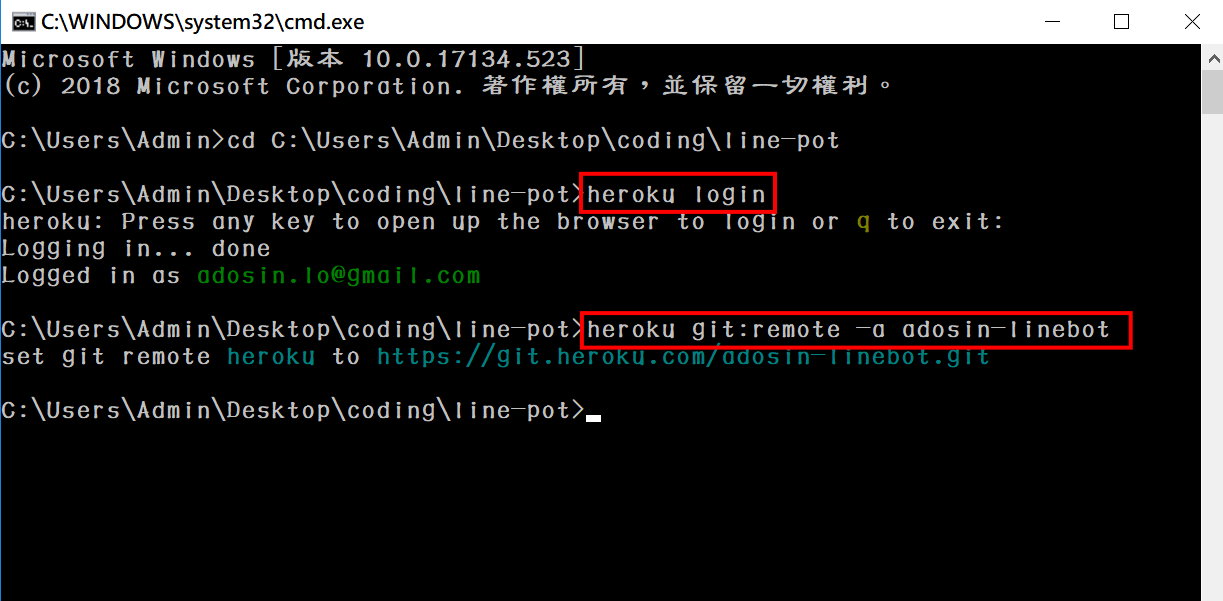 C:\WINDOWS\system32\cmd.exe
Microsoft Windows [版本 10.0.17134.523]
(c) 2018 Microsoft Corporation. 著作權所有，並保留一切權利。
C:\Users\Admin>cd C:\Users\Admin\Desktop\coding\line-pot
C:\Users\Admin\Desktop\coding\line-pot>heroku login
heroku: Press any key to open up the browser to login or q to exit:
Logging in... done
Logged in as adosin.lo@gmail.com
C:\Users\Admin\Desktop\coding\line-pot>heroku git:remote -a adosin-linebot
set git remote heroku to https://git.heroku.com/adosin-linebot.git
C:\Users\Admin\Desktop\coding\line-pot>